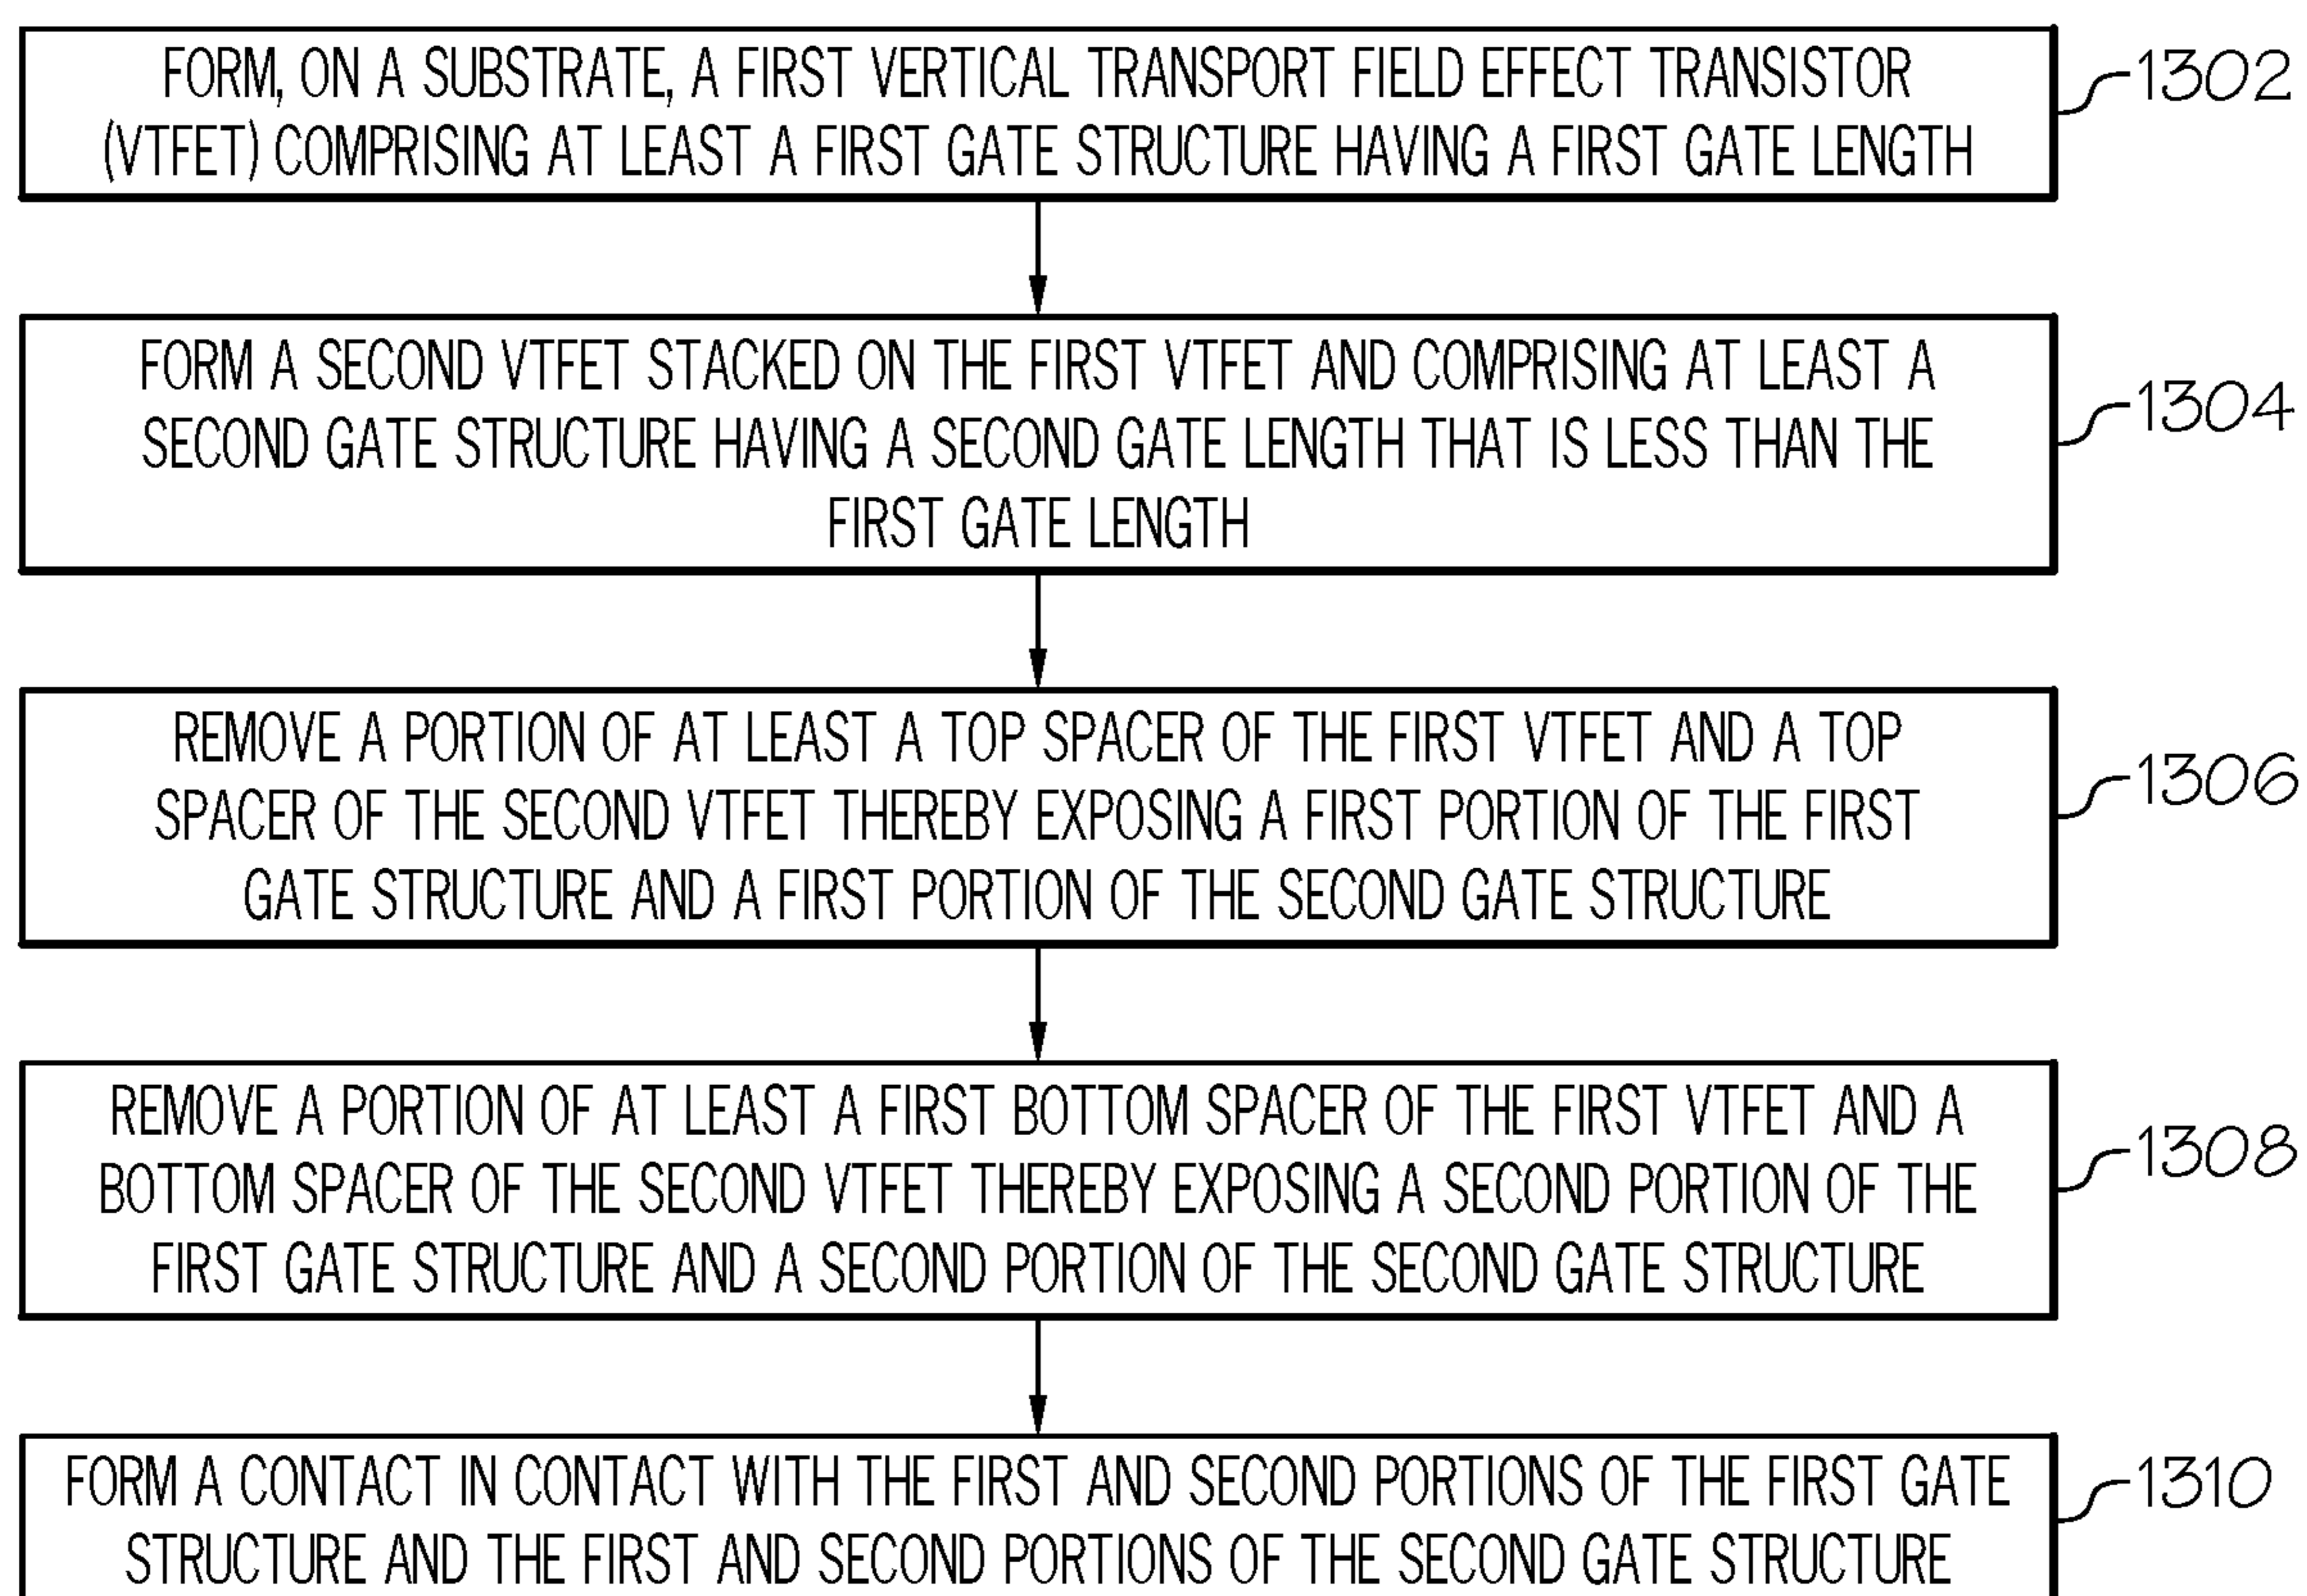 FORM, ON A SUBSTRATE, A FIRST VERTICAL TRANSPORT FIELD EFFECT TRANSISTOR
(VTFET) COMPRISING AT LEAST A FIRST GATE STRUCTURE HAVING A FIRST GATE LENGTH
1302
FORM A SECOND VTFET STACKED ON THE FIRST VTFET AND COMPRISING AT LEAST A
SECOND GATE STRUCTURE HAVING A SECOND GATE LENGTH THAT IS LESS THAN THE
FIRST GATE LENGTH
1304
REMOVE A PORTION OF AT LEAST A TOP SPACER OF THE FIRST VTFET AND A TOP
SPACER OF THE SECOND VTFET THEREBY EXPOSING A FIRST PORTION OF THE FIRST
GATE STRUCTURE AND A FIRST PORTION OF THE SECOND GATE STRUCTURE
1306
REMOVE A PORTION OF AT LEAST A FIRST BOTTOM SPACER OF THE FIRST VTFET AND A
BOTTOM SPACER OF THE SECOND VTFET THEREBY EXPOSING A SECOND PORTION OF THE
FIRST GATE STRUCTURE AND A SECOND PORTION OF THE SECOND GATE STRUCTURE
1308
FORM A CONTACT IN CONTACT WITH THE FIRST AND SECOND PORTIONS OF THE FIRST GATE
STRUCTURE AND THE FIRST AND SECOND PORTIONS OF THE SECOND GATE STRUCTURE
1310